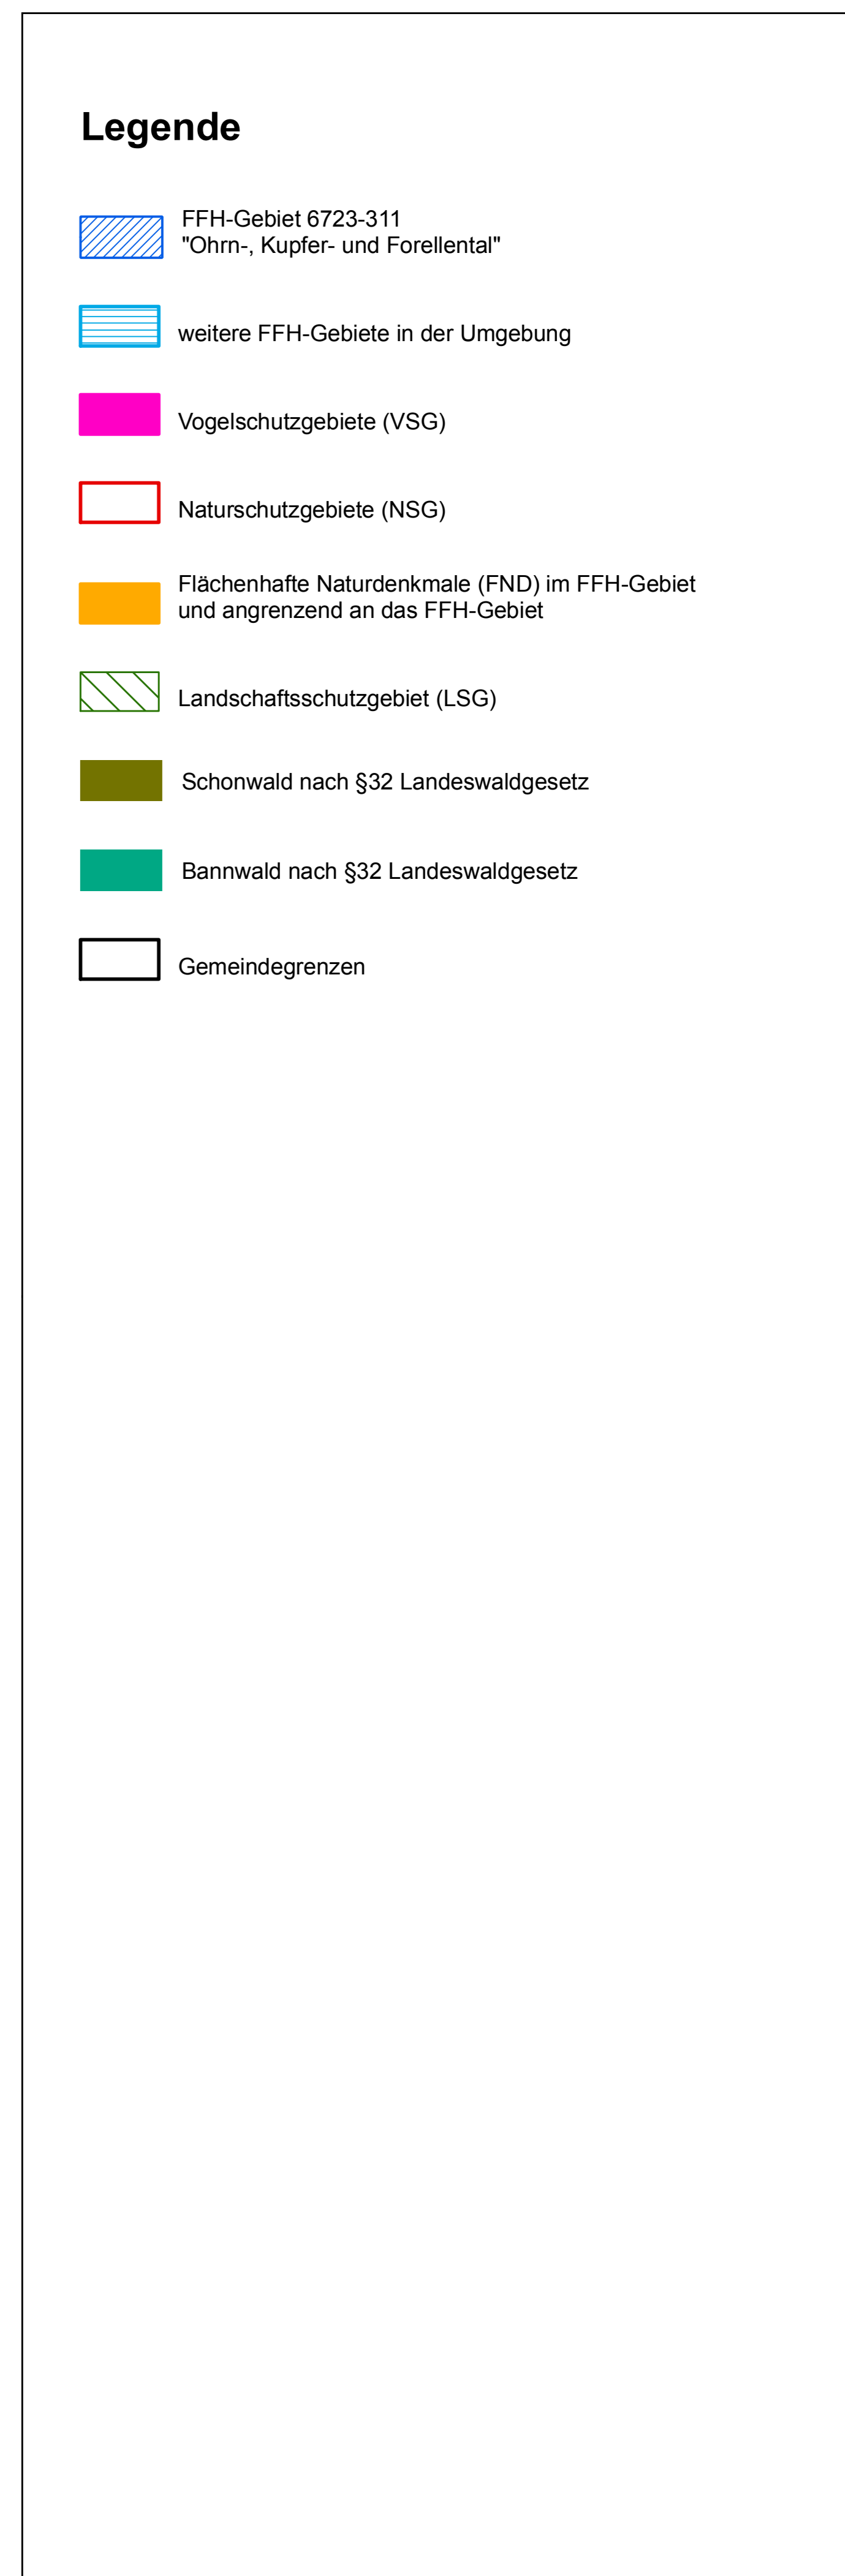 Legende
FFH-Gebiet 6723-311
"Ohrn-, Kupfer- und Forellental"
weitere FFH-Gebiete in der Umgebung
Vogelschutzgebiete (VSG)
Naturschutzgebiete (NSG)
Flächenhafte Naturdenkmale (FND) im FFH-Gebiet
und angrenzend an das FFH-Gebiet
Landschaftsschutzgebiet (LSG)
Schonwald nach §32 Landeswaldgesetz
Bannwald nach §32 Landeswaldgesetz
Gemeindegrenzen